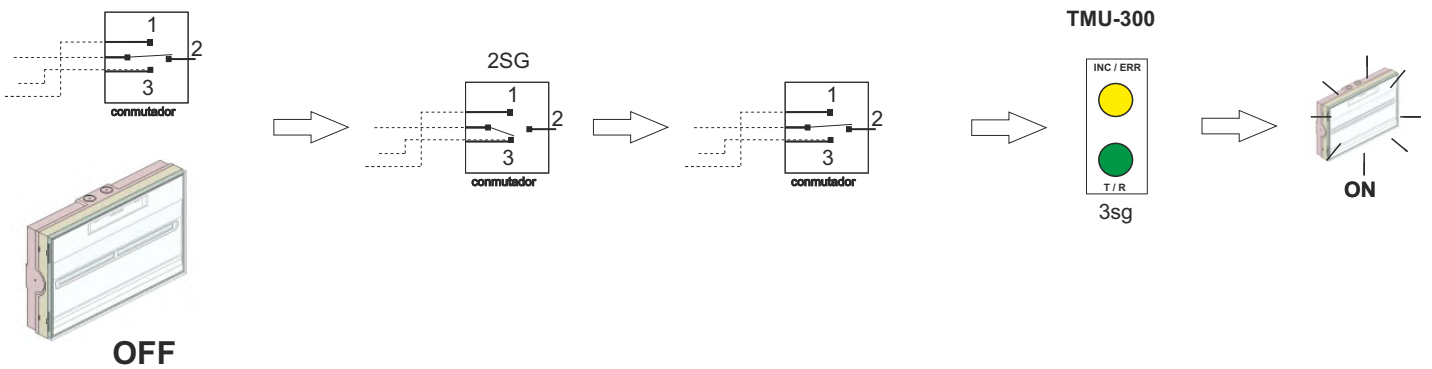 1
2
3
conmutador
OFF
2SG
1
2
3
conmutador
1
2
3
conmutador
TMU-300
INC / ERR
T / R
3sg
ON